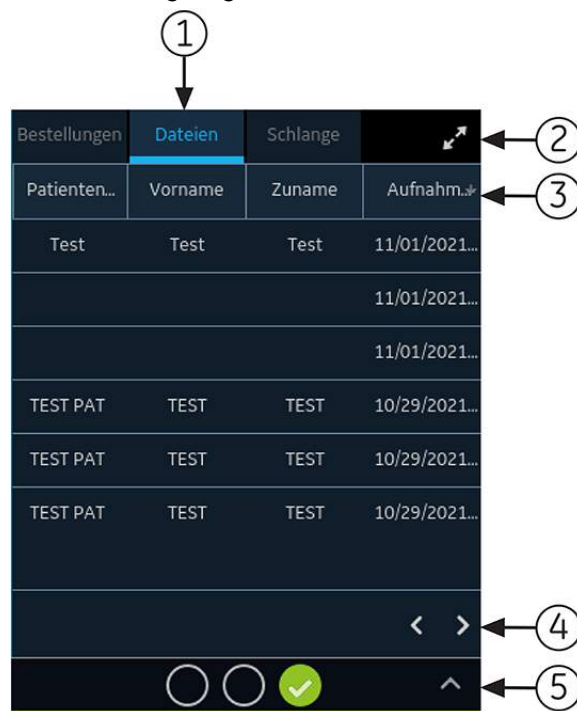 1
Bestellungen Dateien Schlange
2
Patienten... Vorname Zuname Aufnahm...
3
Test Test Test 11/01/2021...
11/01/2021...
11/01/2021...
TEST PAT TEST TEST 10/29/2021...
TEST PAT TEST TEST 10/29/2021...
TEST PAT TEST TEST 10/29/2021...
4
5